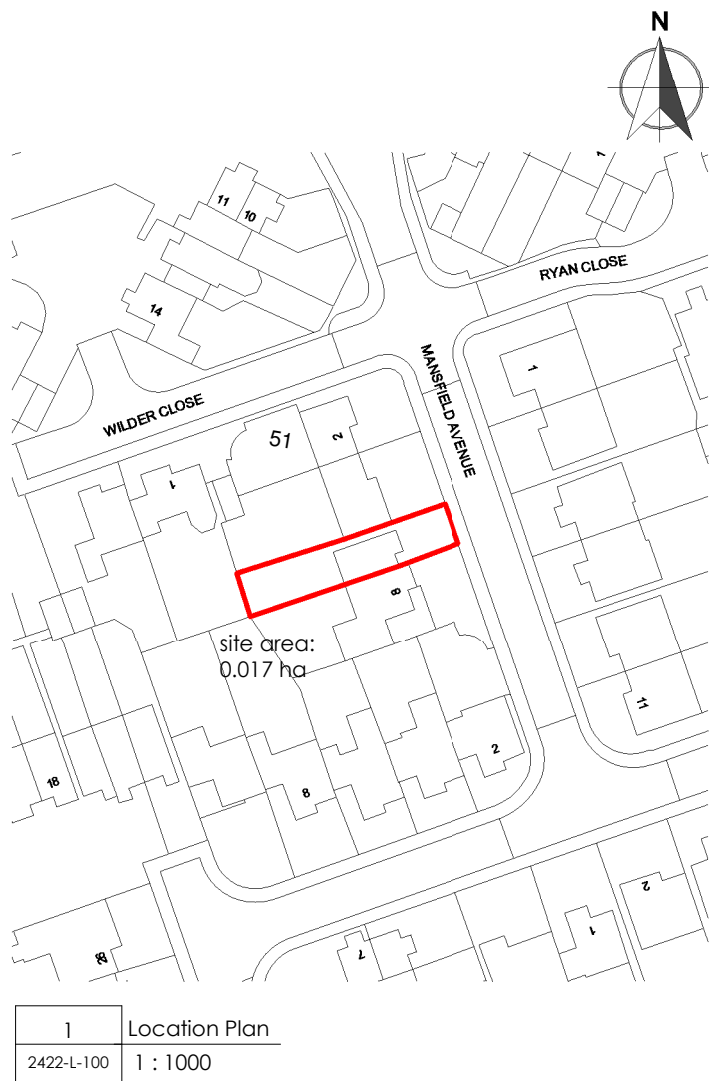 N
1
11
10
RYAN CLOSE
14
MANSFIELD AVENUE
1
WILDER CLOSE
51
2
1
8
site area:
0.017 ha
11
2
18
8
2
1
7
28
1
Location Plan
2422-L-100
1 : 1000